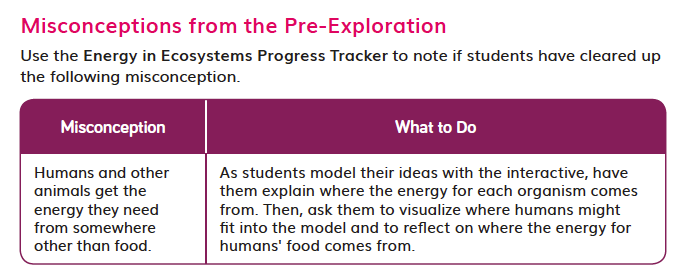 Misconceptions from the Pre-Exploration
Use the Energy in Ecosystems Progress Tracker to note if students have cleared up
the following misconception.
Misconception
What to Do
Humans and other
animals get the
energy they need
from somewhere
other than food.
As students model their ideas with the interactive, have
them explain where the energy for each organism comes
from. Then, ask them to visualize where humans might
fit into the model and to reflect on where the energy for
humans' food comes from.